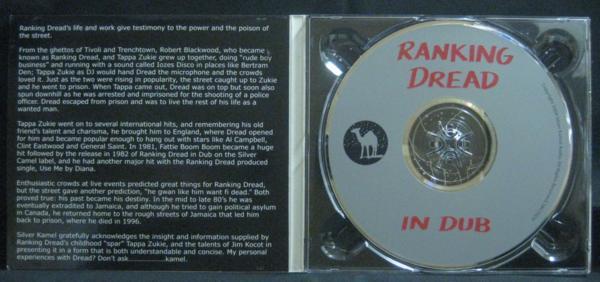 Ranking Dread's life and work give testimony to the power and the poison of
the street.
From the ghettos of Tivoli and Trenchtown, Robert Blackwood, who became
known as Ranking Dread, and Tappa Zukie grew up together, doing "rude boy
business" and running with a sound called Jozes Disco in places like Bertram
Den; Tappa Zukie as DJ would hand Dread the microphone and the crowds
loved it. Just as the two were rising in popularity, the street caught up to Zukie
and he went to prison. When Tappa came out, Dread was on top but soon also
spun downhill as he was arrested and imprisoned for the shooting of a police
officer. Dread escaped from prison and was to live the rest of his life as a
wanted man.
Tappa Zukie went on to several international hits, and remembering his old
friend's talent and charisma, he brought him to England, where Dread opened
for him and became popular enough to hang out with stars like Al Campbell,
Clint Eastwood and General Saint. In 1981, Fattie Boom Boom became a huge
hit followed by the release in 1982 of Ranking Dread in Dub on the Silver
Camel label, and he had another major hit with the Ranking Dread produced
single, Use Me by Diana.
Enthusiastic crowds at live events predicted great things for Ranking Dread,
but the street gave another prediction, "he gwan like him want fi dead." Both
proved true: his past became his destiny. In the mid to late 80's he was
eventually extradited to Jamaica, and although he tried to gain political asylum
in Canada, he returned home to the rough streets of Jamaica that led him
back to prison, where he died in 1996.
Silver Kamel gratefully acknowledges the insight and information supplied by
Ranking Dread's childhood "spar" Tappa Zukie, and the talents of Jim Kocot in
presenting it in a form that is both understandable and concise. My personal
experiences with Dread? Don't ask..................kamel.
RANKING
DREAD
IN DUB